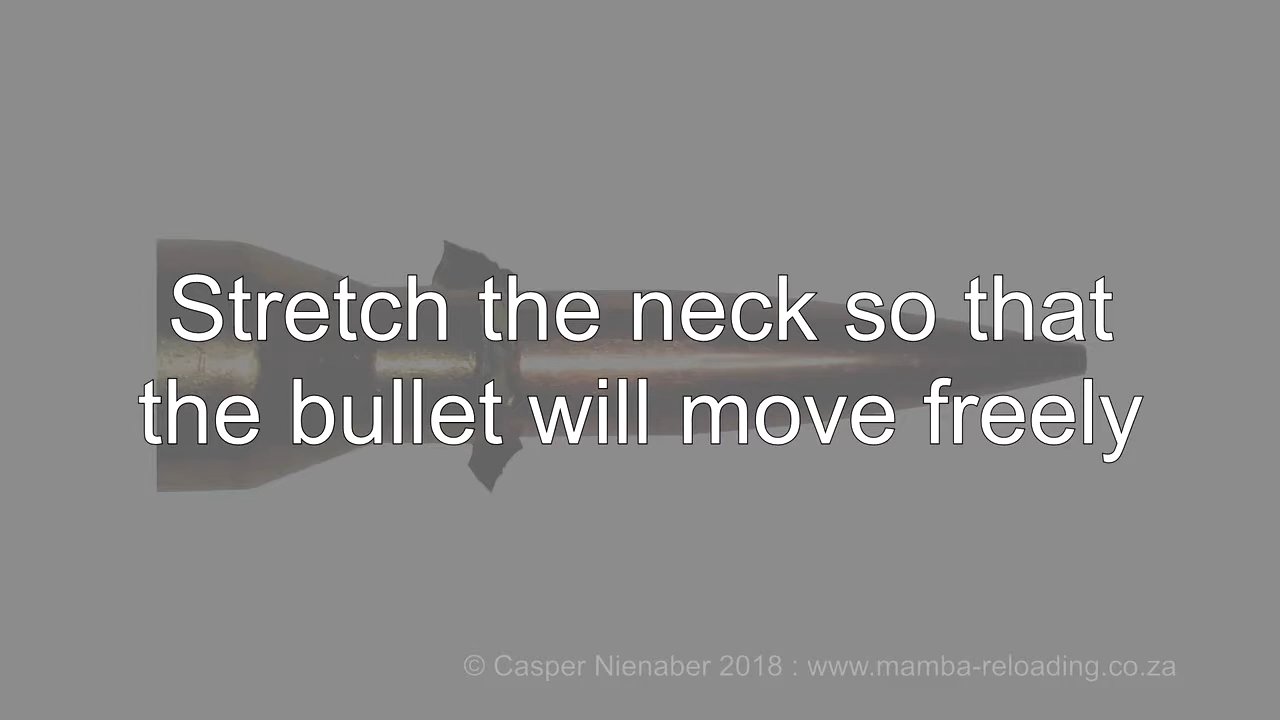 Stretch the neck so that
the bullet will move freely
© Casper Nienaber 2018 : www.mamba-reloading.co.za